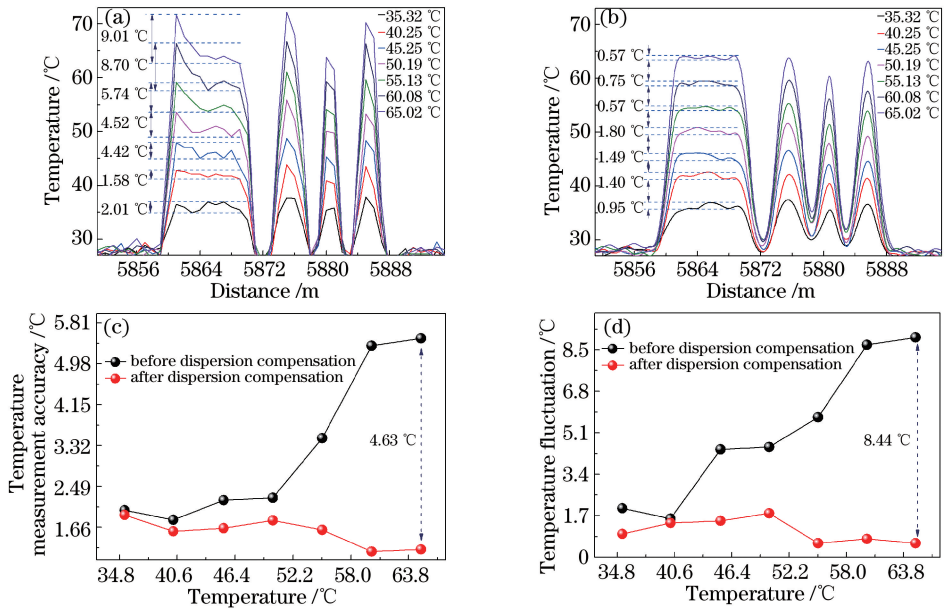 (a)
Temperature /℃
70
60
50
40
30
9.01 ℃
8.70 ℃
5.74 ℃
4.52 ℃
4.42 ℃
1.58 ℃
2.01 ℃
35.32 ℃
40.25 ℃
45.25 ℃
50.19 ℃
55.13 ℃
60.08 ℃
65.02 ℃
5856 5864 5872 5880 5888
Distance /m
(b)
Temperature /℃
70
60
50
40
30
0.57 ℃
0.75 ℃
0.57 ℃
1.80 ℃
1.49 ℃
1.40 ℃
0.95 ℃
35.32 ℃
40.25 ℃
45.25 ℃
50.19 ℃
55.13 ℃
60.08 ℃
65.02 ℃
5856 5864 5872 5880 5888
Distance /m
(c)
Temperature
measurement accuracy /℃
5.81
4.98
4.15
3.32
2.49
1.66
before dispersion compensation
after dispersion compensation
4.63 ℃
34.8 40.6 46.4 52.2 58.0 63.8
Temperature /℃
(d)
Temperature fluctuation /℃
8.5
6.8
5.1
3.4
1.7
0
before dispersion compensation
after dispersion compensation
8.44 ℃
34.8 40.6 46.4 52.2 58.0 63.8
Temperature /℃